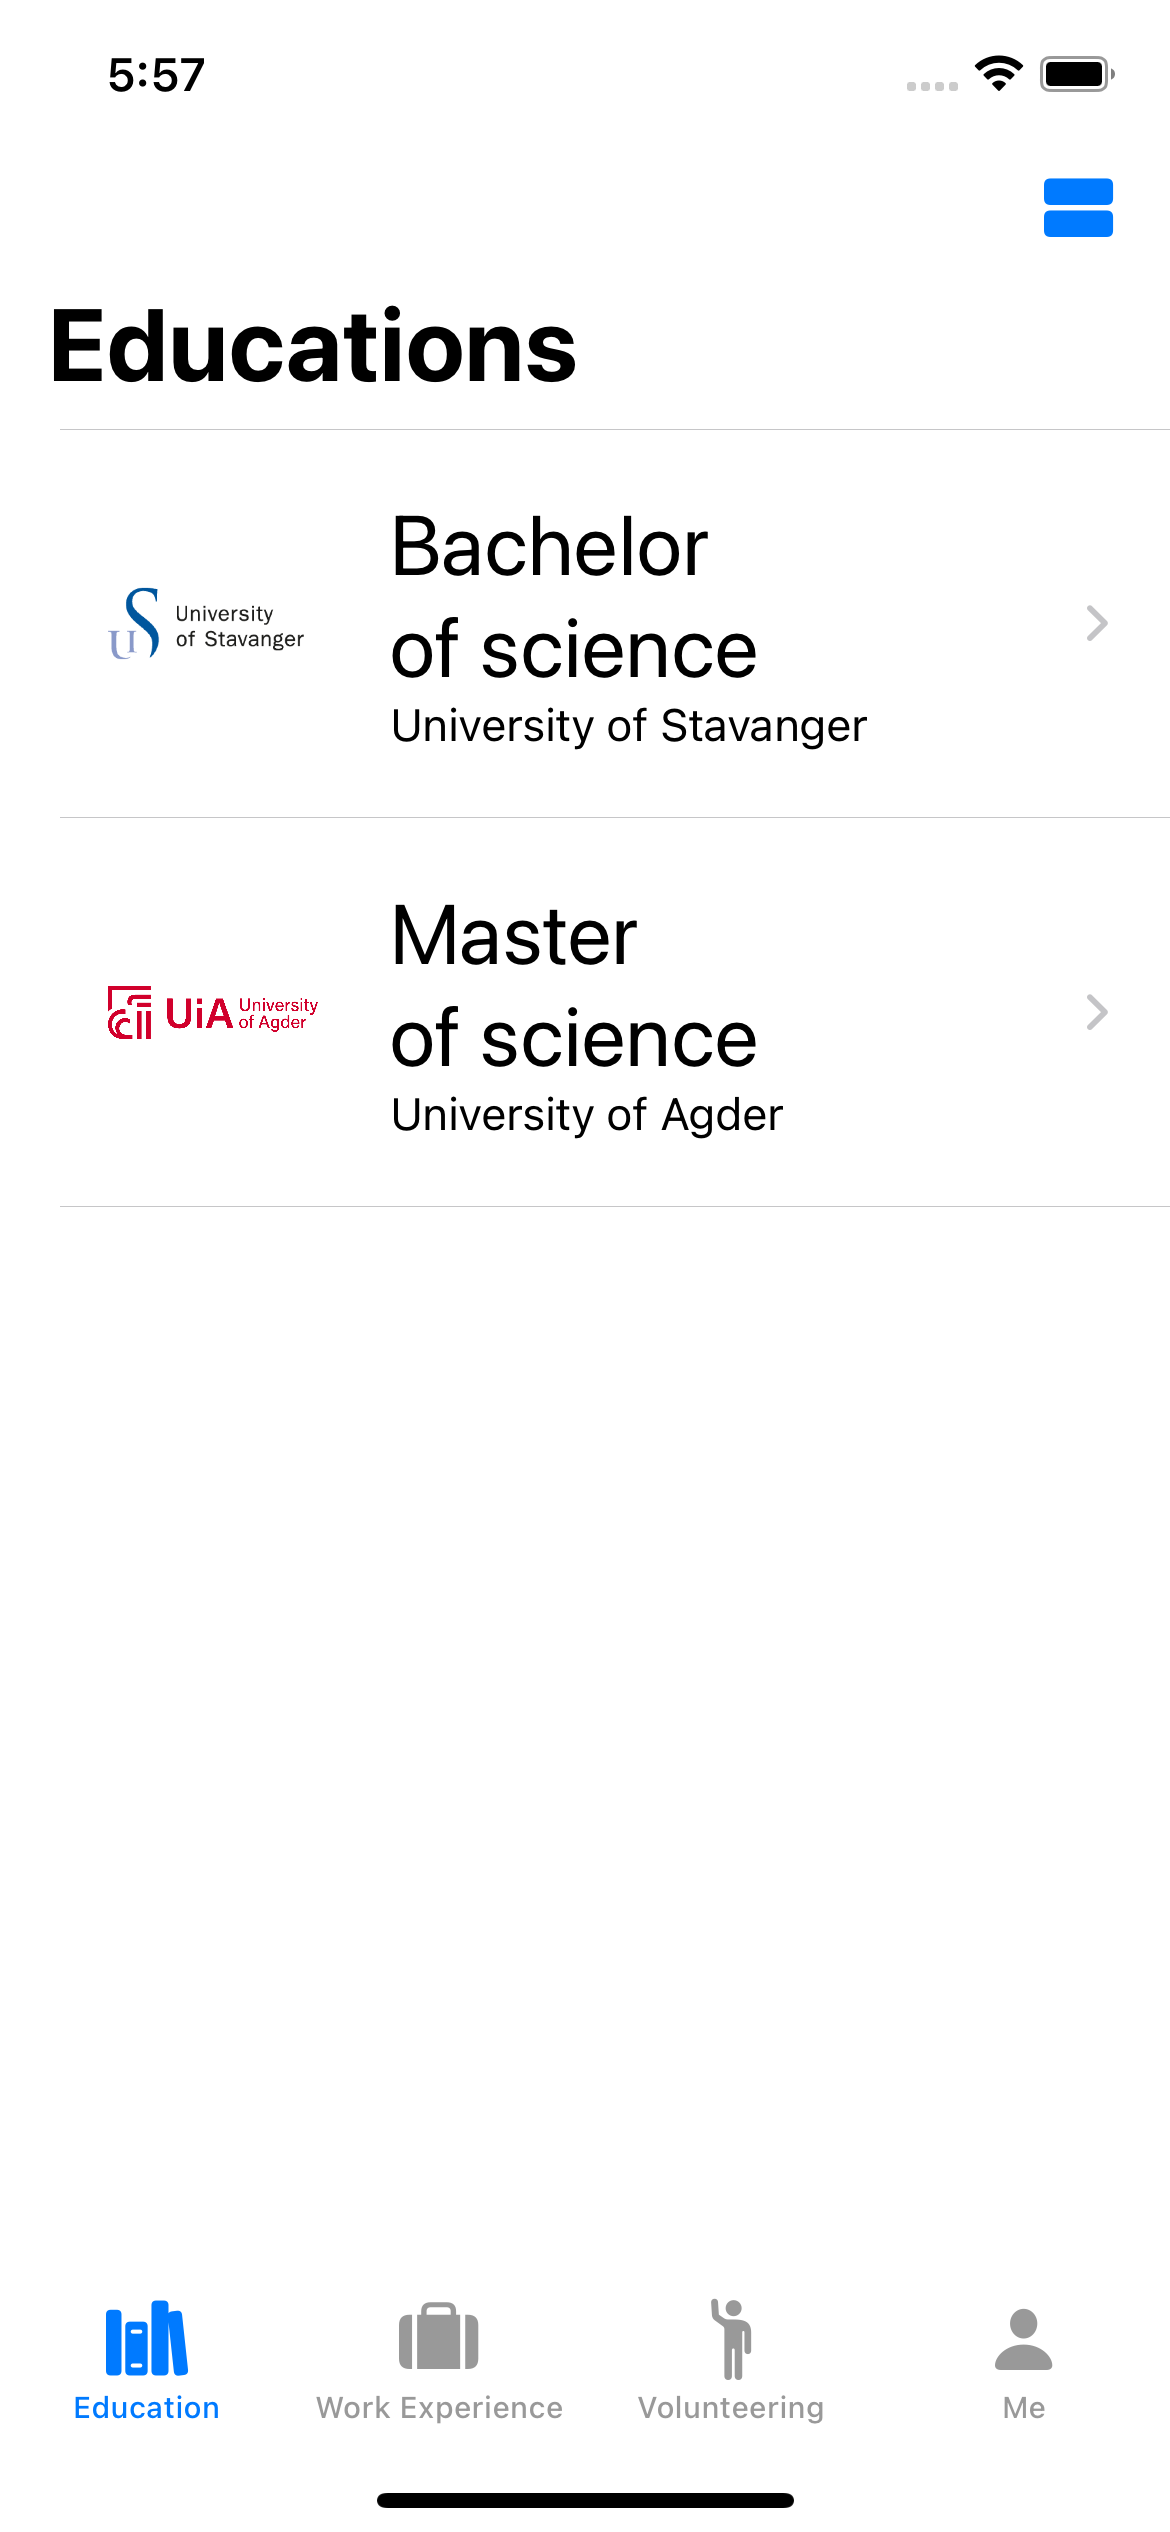 5:57
Educations
Bachelor
of science
University of Stavanger
uS University
of Stavanger
Master
of science
University of Agder
UiA University
of Agder
Education
Work Experience
Volunteering
Me